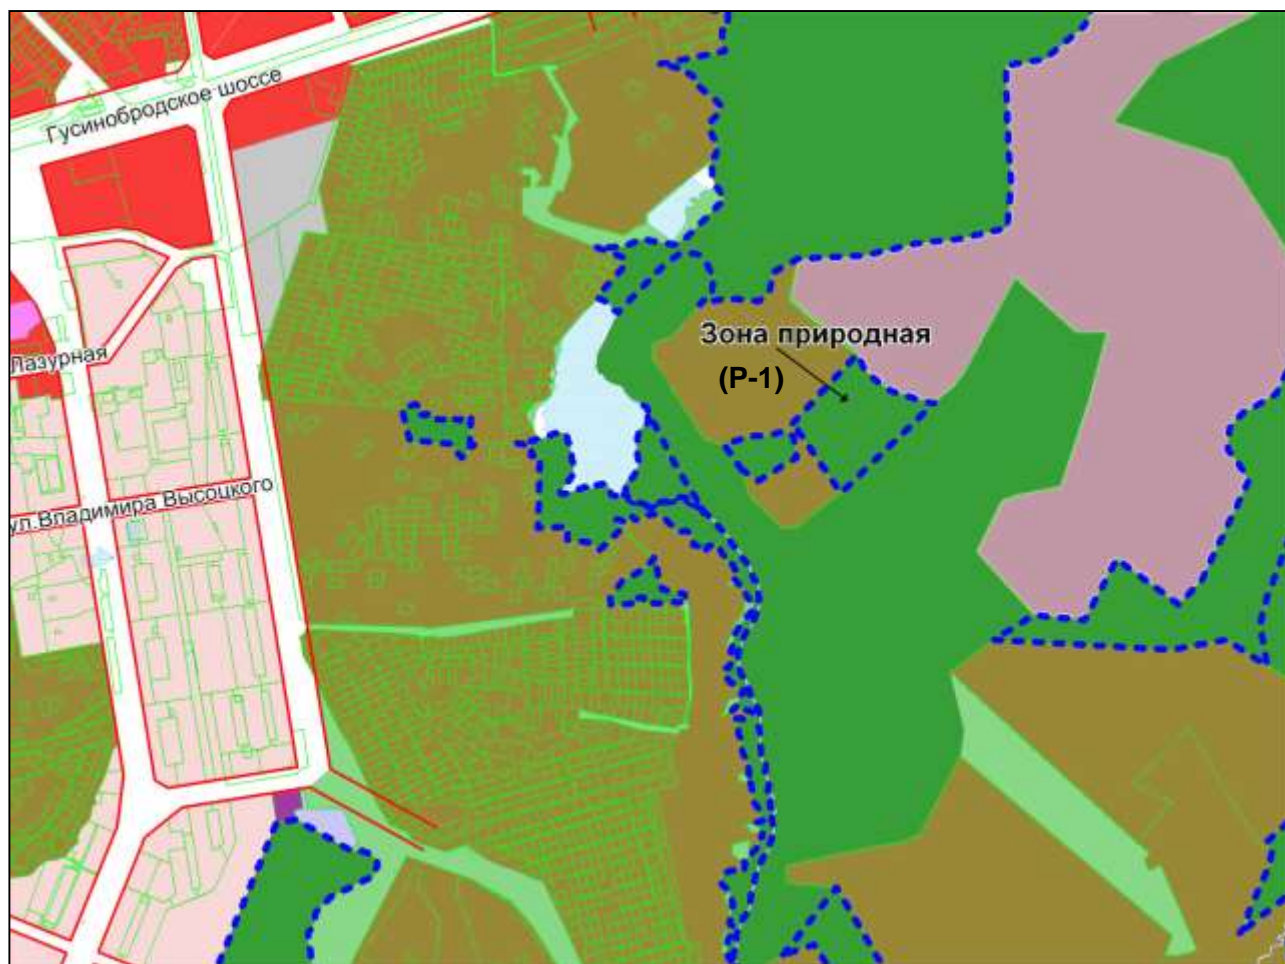 Гусинобродское шоссе
Зона природная
(Р-1)
Лазурная
ул.Владимира Высоцкого